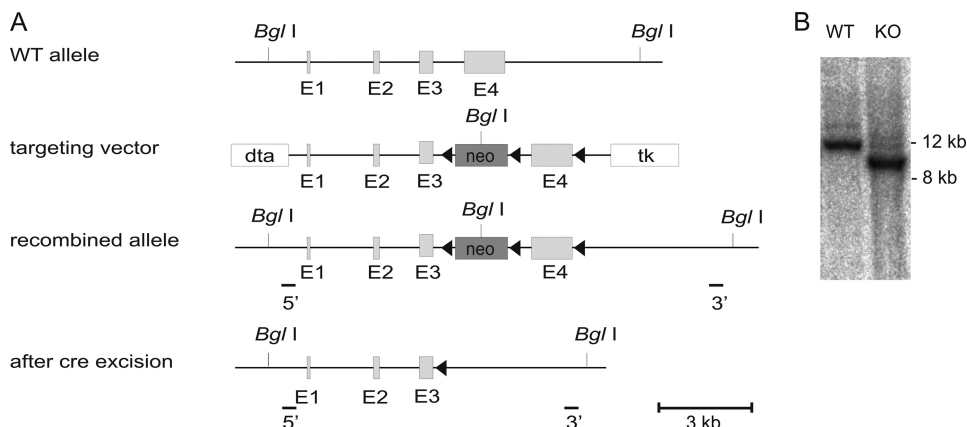 A
B
WT KO
Bgl I Bgl I
WT allele
E1 E2 E3 E4
Bgl I
targeting vector
dta neo tk
E1 E2 E3 E4
Bgl I Bgl I Bgl I
recombined allele
neo
E1 E2 E3 E4
5’ 3’
Bgl I Bgl I
after cre excision
E1 E2 E3
5’ 3’
3 kb
- 12 kb
- 8 kb